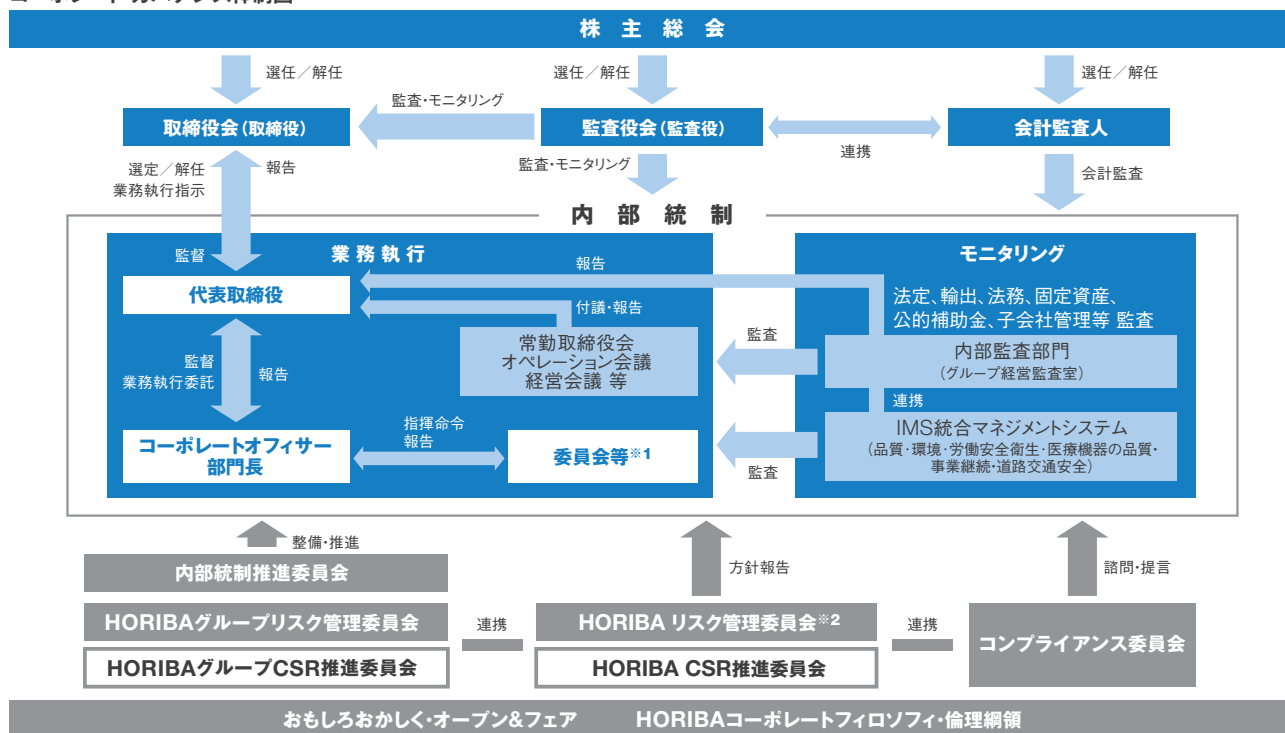 コーポレート・ガバナンス体制図
株主総会
選任／解任
選任／解任
選任／解任
取締役会(取締役)
監査・モニタリング
監査役会(監査役)
連携
会計監査人
選定／解任
業務執行指示
報告
監査・モニタリング
会計監査
内部統制
業務執行
監督
代表取締役
報告
付議・報告
常勤取締役会
オペレーション会議
経営会議 等
監督
業務執行委託
報告
コーポレートオフィサー
部門長
指揮命令
報告
委員会等※1
監査
監査
モニタリング
法定、輸出、法務、固定資産、
公的補助金、子会社管理等 監査
内部監査部門
(グループ経営監査室)
連携
IMS統合マネジメントシステム
(品質・環境・労働安全衛生・医療機器の品質・
事業継続・道路交通安全)
整備・推進
方針報告
諮問・提言
内部統制推進委員会
HORIBAグループリスク管理委員会
連携
HORIBA リスク管理委員会※2
連携
コンプライアンス委員会
HORIBAグループCSR推進委員会
HORIBA CSR推進委員会
おもしろおかしく・オープン&フェア HORIBAコーポレートフィロソフィ・倫理綱領